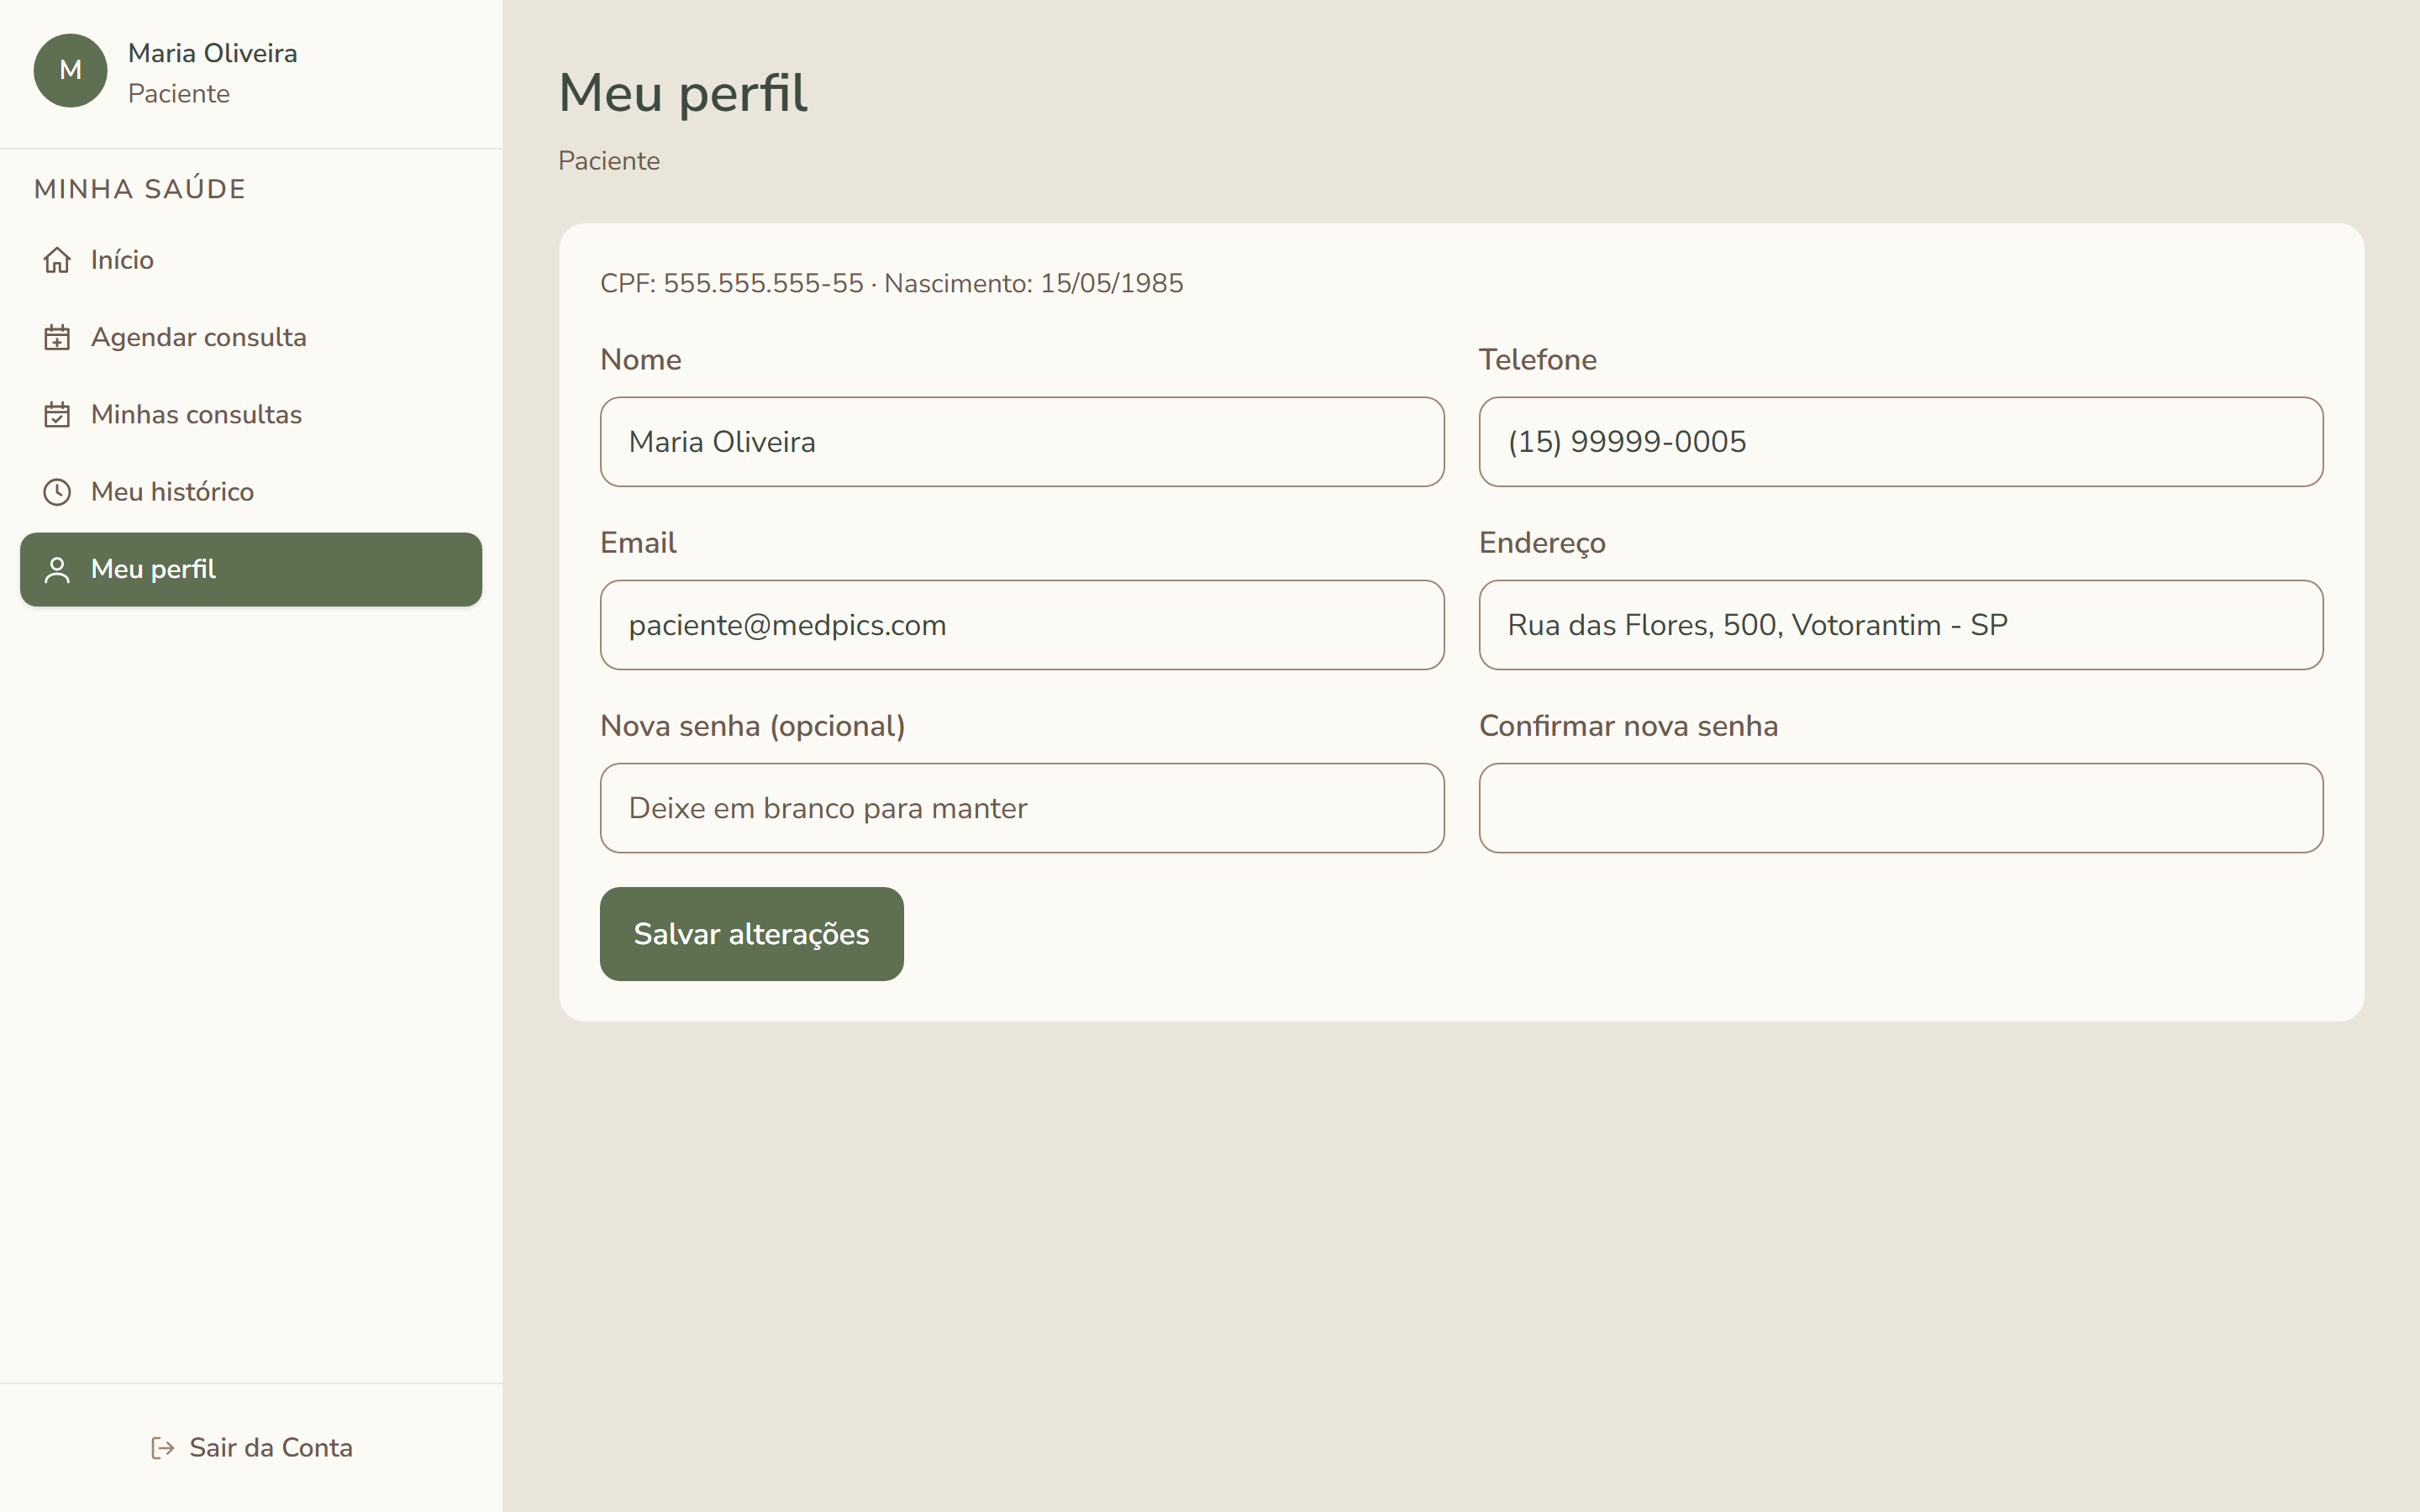 M
Maria Oliveira
Paciente
MINHA SAÚDE
Início
Agendar consulta
Minhas consultas
Meu histórico
Meu perfil
Sair da Conta
Meu perfil
Paciente
CPF: 555.555.555-55 · Nascimento: 15/05/1985
Nome
Maria Oliveira
Telefone
(15) 99999-0005
Email
paciente@medpics.com
Endereço
Rua das Flores, 500, Votorantim - SP
Nova senha (opcional)
Deixe em branco para manter
Confirmar nova senha
Salvar alterações